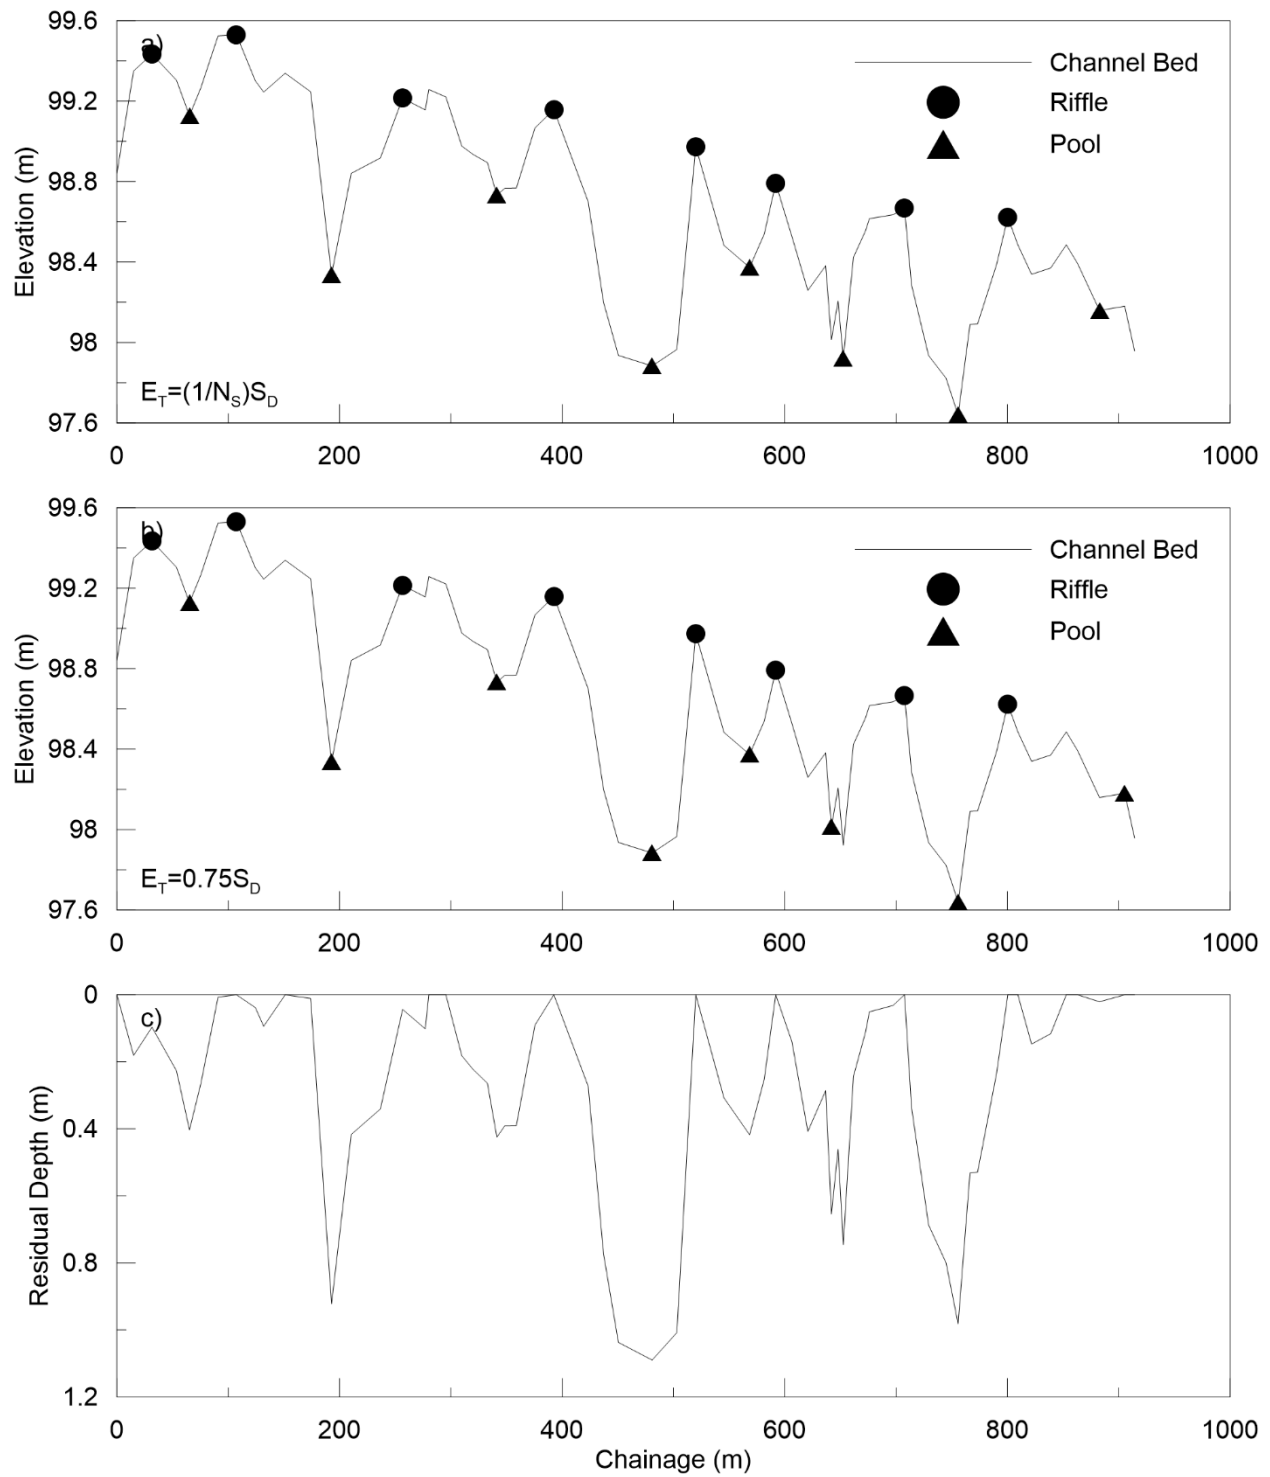 99.6
a)
Channel Bed
99.2
Riffle
Pool
98.8
Elevation (m)
98.4
98
E_T=(1/N_S)S_D
97.6
0 200 400 600 800 1000
99.6
b)
Channel Bed
99.2
Riffle
Pool
98.8
Elevation (m)
98.4
98
E_T=0.75S_D
97.6
0 200 400 600 800 1000
0
c)
0.4
Residual Depth (m)
0.8
1.2
0 200 400 600 800 1000
Chainage (m)